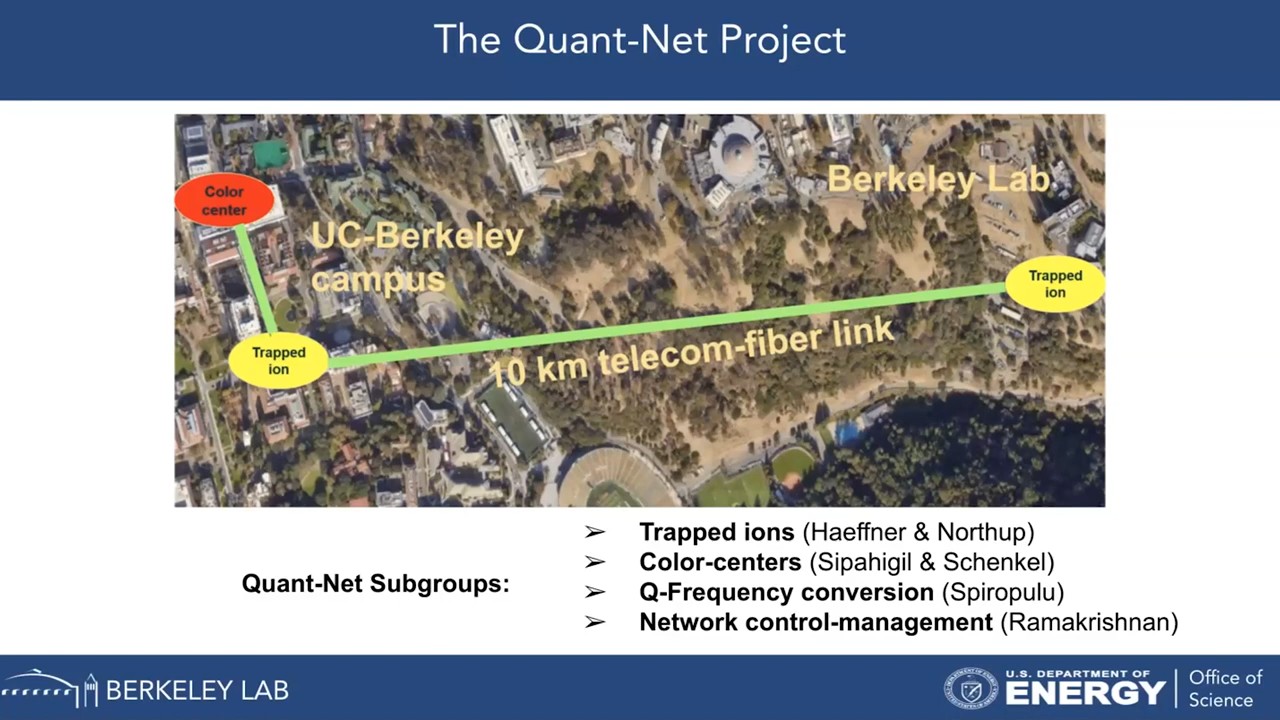 The Quant-Net Project
Color
center
UC-Berkeley
campus
Berkeley Lab
Trapped
ion
Trapped
ion
10 km telecom-fiber link
Quant-Net Subgroups:
➢ Trapped ions (Haeffner & Northup)
➢ Color-centers (Sipahigil & Schenkel)
➢ Q-Frequency conversion (Spiropulu)
➢ Network control-management (Ramakrishnan)
BERKELEY LAB
U.S. DEPARTMENT OF
ENERGY
Office of
Science